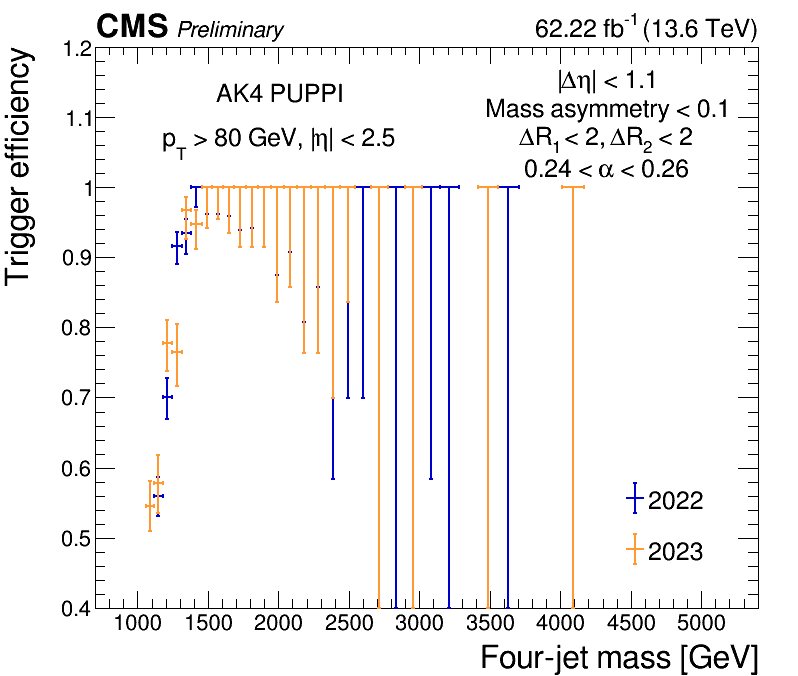 CMS Preliminary 62.22 fb⁻¹ (13.6 TeV)
Trigger efficiency
1.2
1.1
1
0.9
0.8
0.7
0.6
0.5
0.4
AK4 PUPPI
p_T > 80 GeV, |η| < 2.5
|Δη| < 1.1
Mass asymmetry < 0.1
ΔR₁ < 2, ΔR₂ < 2
0.24 < α < 0.26
2022
2023
1000 1500 2000 2500 3000 3500 4000 4500 5000
Four-jet mass [GeV]